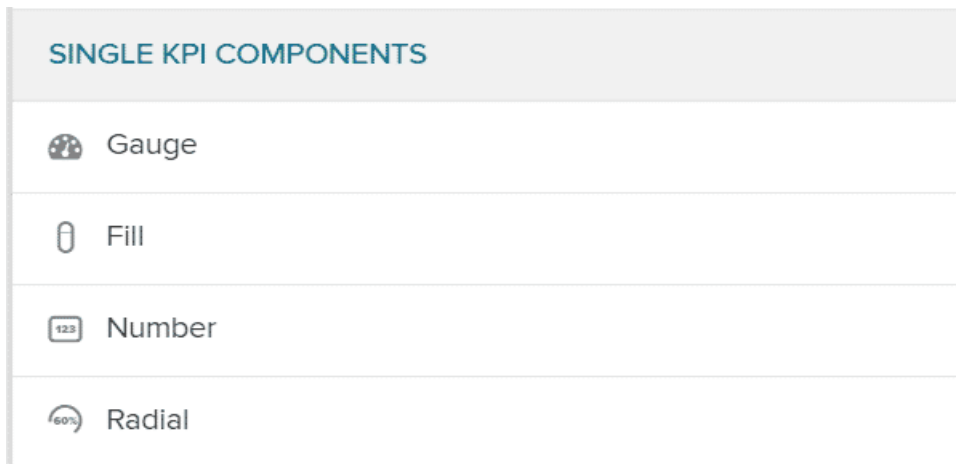 SINGLE KPI COMPONENTS
Gauge
Fill
123 Number
60% Radial